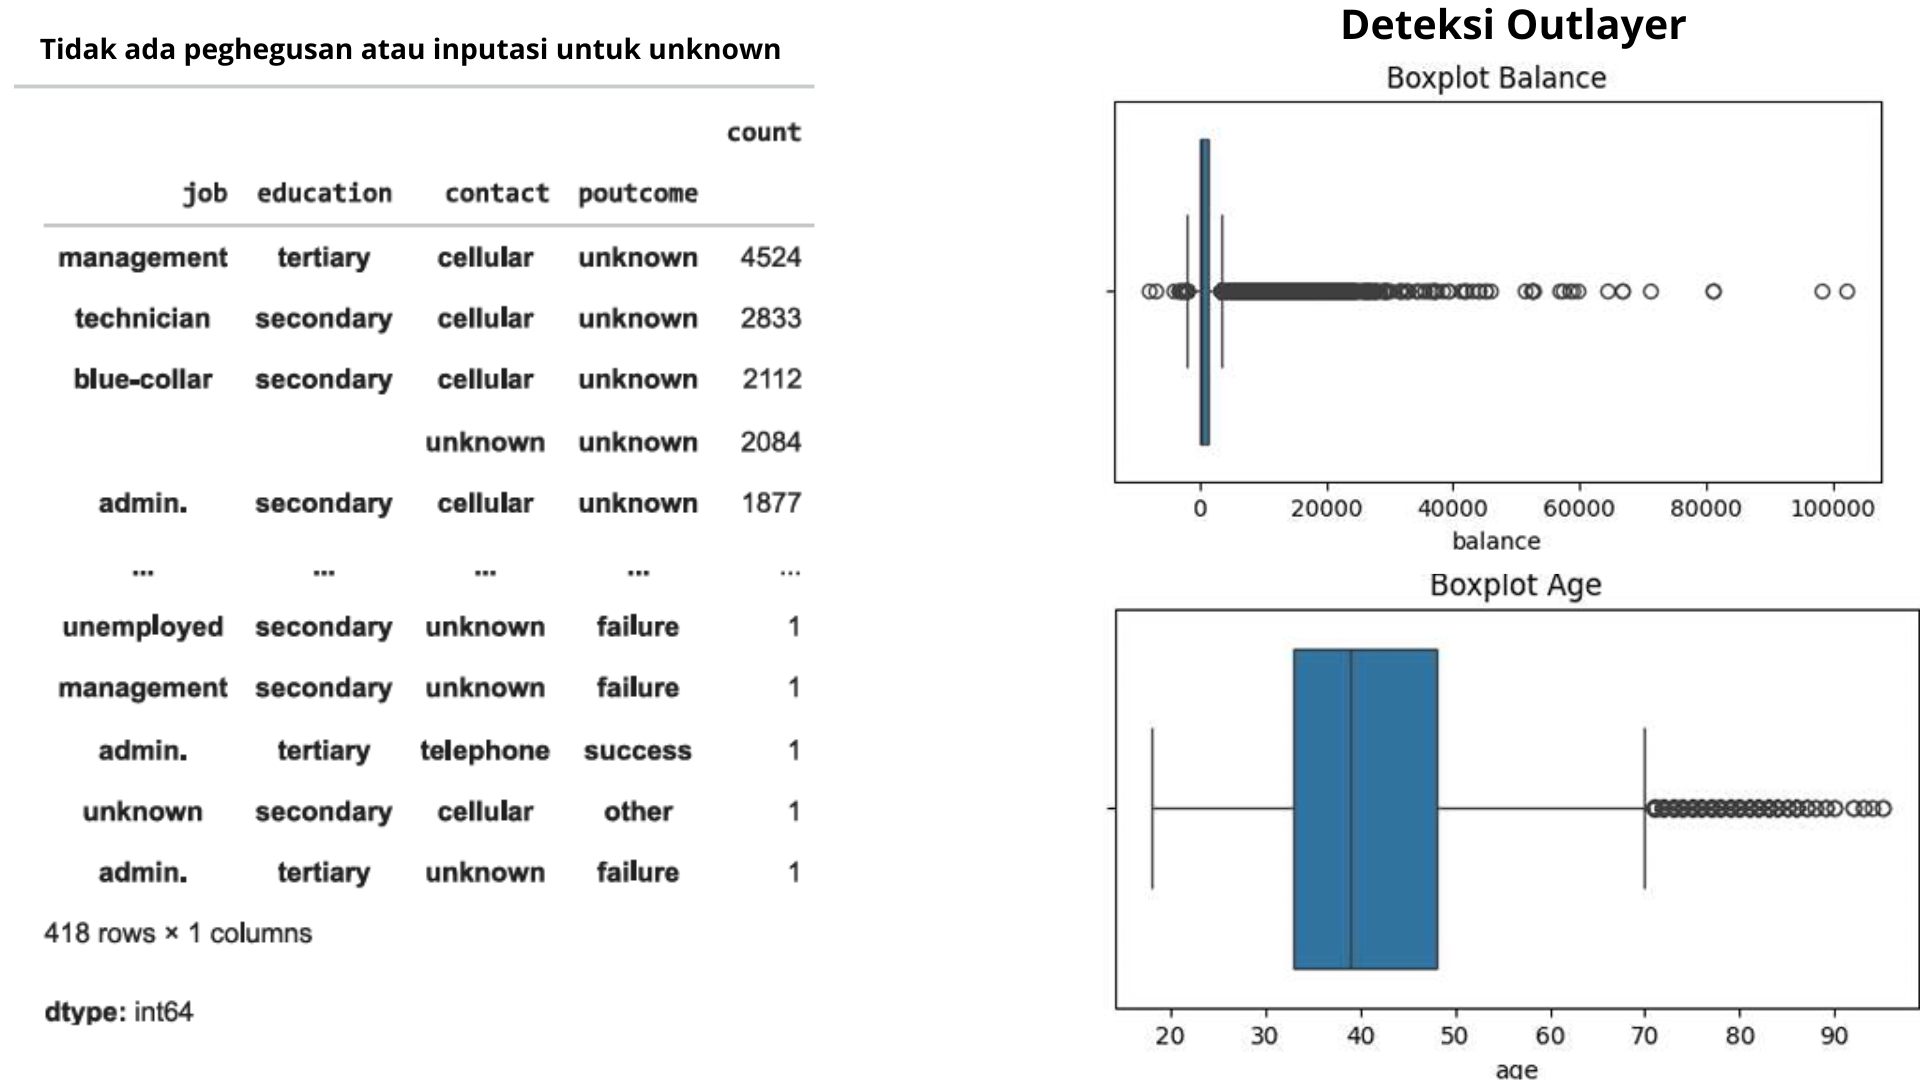 Tidak ada peghegusan atau inputasi untuk unknown
count
job education contact poutcome
management tertiary cellular unknown 4524
technician secondary cellular unknown 2833
blue-collar secondary cellular unknown 2112
unknown unknown 2084
admin. secondary cellular unknown 1877
... ... ... ... ...
unemployed secondary unknown failure 1
management secondary unknown failure 1
admin. tertiary telephone success 1
unknown secondary cellular other 1
admin. tertiary unknown failure 1
418 rows × 1 columns
dtype: int64
Deteksi Outlayer
Boxplot Balance
0 20000 40000 60000 80000 100000
balance
Boxplot Age
20 30 40 50 60 70 80 90
age